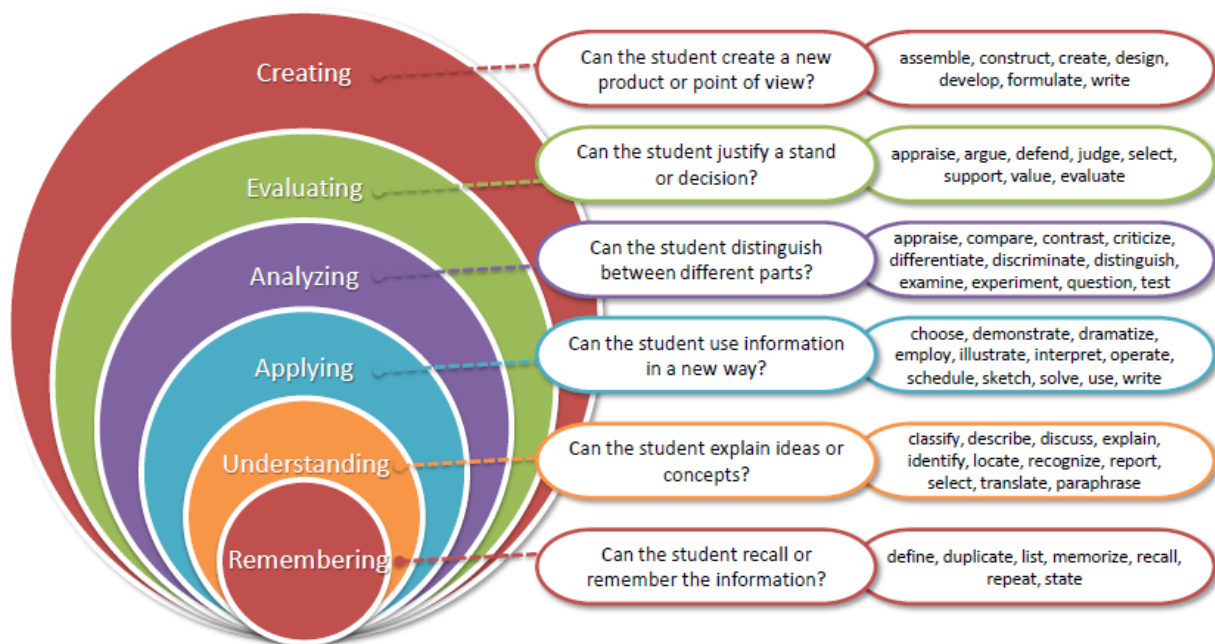 Creating
Can the student create a new
product or point of view?
assemble, construct, create, design,
develop, formulate, write
Evaluating
Can the student justify a stand
or decision?
appraise, argue, defend, judge, select,
support, value, evaluate
Analyzing
Can the student distinguish
between different parts?
appraise, compare, contrast, criticize,
differentiate, discriminate, distinguish,
examine, experiment, question, test
Applying
Can the student use information
in a new way?
choose, demonstrate, dramatize,
employ, illustrate, interpret, operate,
schedule, sketch, solve, use, write
Understanding
Can the student explain ideas or
concepts?
classify, describe, discuss, explain,
identify, locate, recognize, report,
select, translate, paraphrase
Remembering
Can the student recall or
remember the information?
define, duplicate, list, memorize, recall,
repeat, state